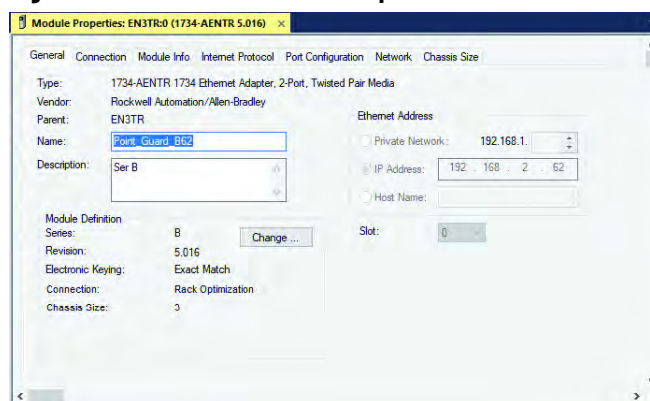 Module Properties: EN3TR:0 (1734-AENTR 5.016) ×
General Connection Module Info Internet Protocol Port Configuration Network Chassis Size
Type: 1734-AENTR 1734 Ethernet Adapter, 2-Port, Twisted Pair Media
Vendor: Rockwell Automation/Allen-Bradley
Parent: EN3TR
Ethernet Address
Name: Point_Guard_B62
Private Network: 192.168.1.
Description: Ser B
IP Address: 192 . 168 . 2 . 62
Host Name:
Module Definition
Series: B
Change ...
Slot: 0
Revision: 5.016
Electronic Keying: Exact Match
Connection: Rack Optimization
Chassis Size: 3